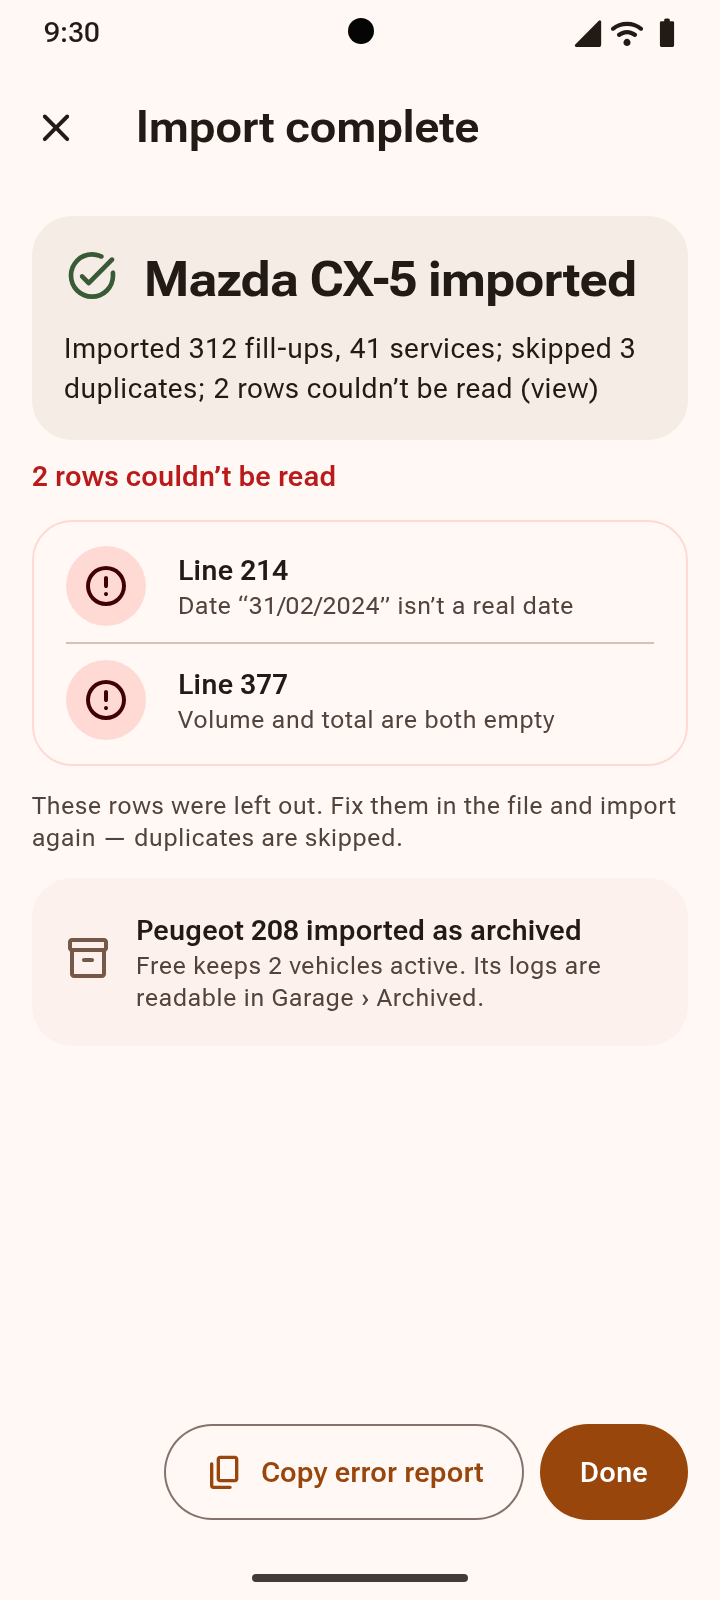 9:30
Import complete
Mazda CX-5 imported
Imported 312 fill-ups, 41 services; skipped 3
duplicates; 2 rows couldn’t be read (view)
2 rows couldn’t be read
Line 214
Date “31/02/2024” isn’t a real date
Line 377
Volume and total are both empty
These rows were left out. Fix them in the file and import
again — duplicates are skipped.
Peugeot 208 imported as archived
Free keeps 2 vehicles active. Its logs are
readable in Garage › Archived.
Copy error report
Done